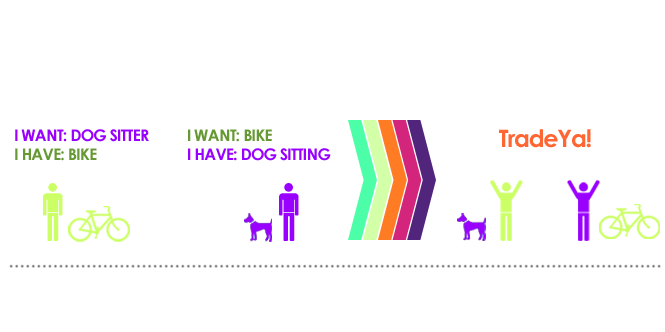 I WANT: DOG SITTER
I HAVE: BIKE
I WANT: BIKE
I HAVE: DOG SITTING
TradeYa!